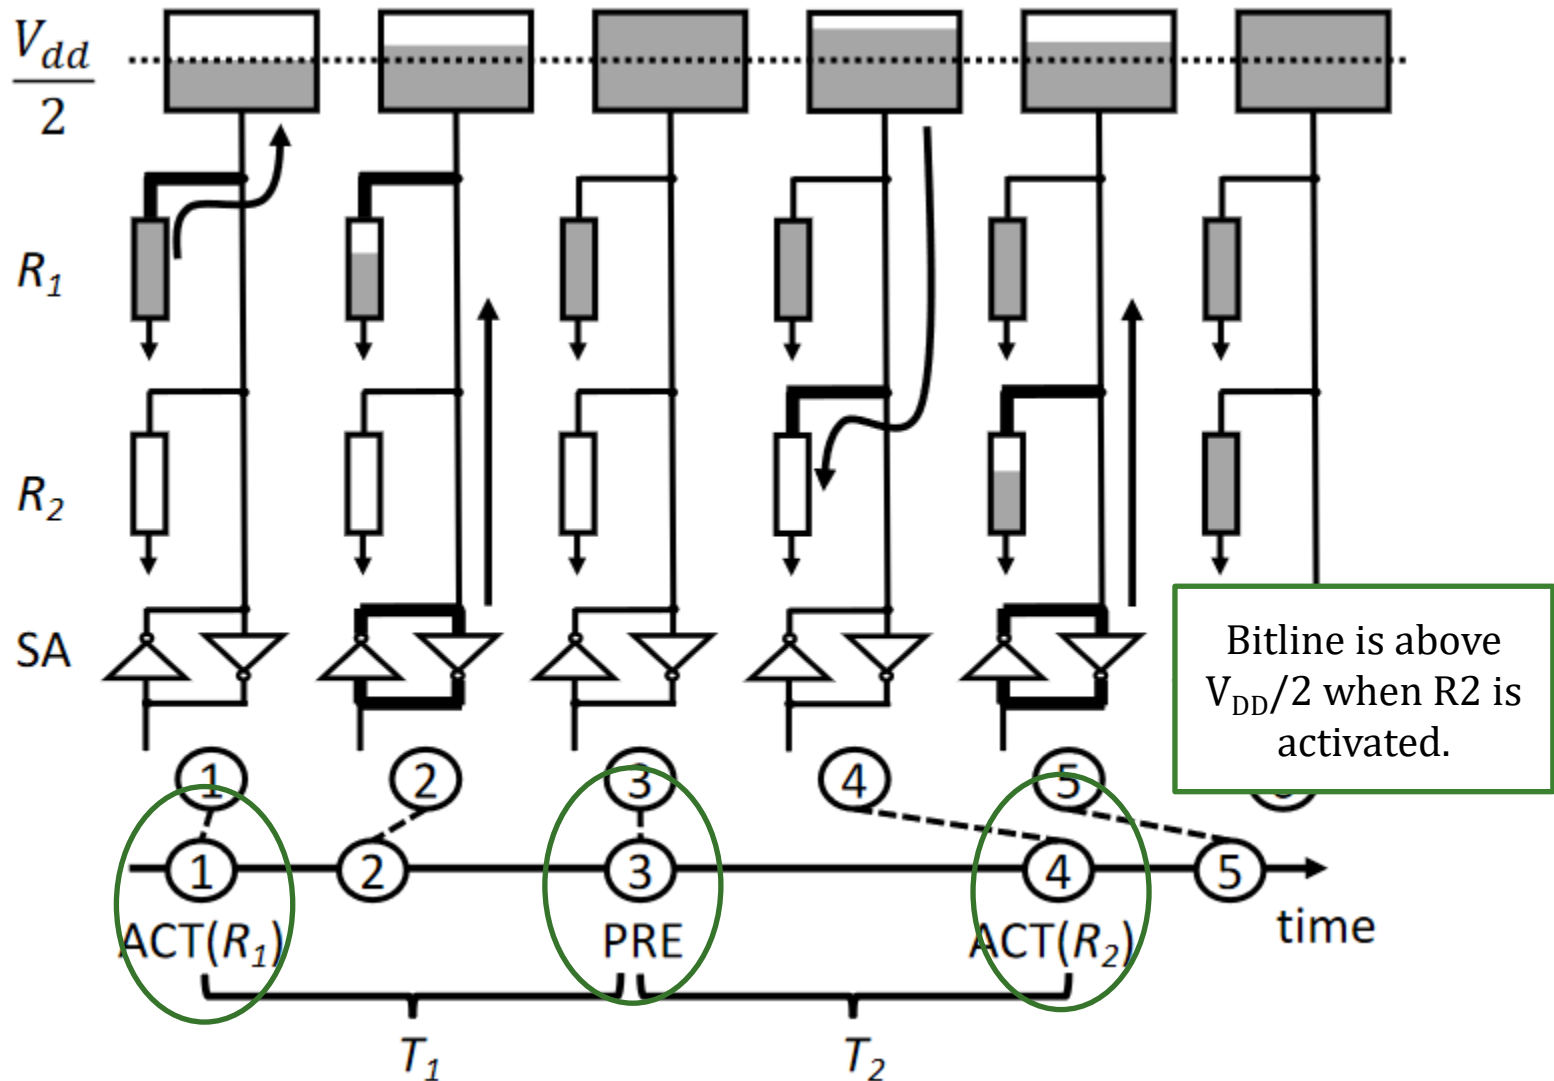 V_dd
2
R_1
R_2
SA
Bitline is above
V_DD/2 when R2 is
activated.
1 2 3 4 5
1 2 3 4 5
time
ACT(R_1) PRE ACT(R_2)
T_1 T_2